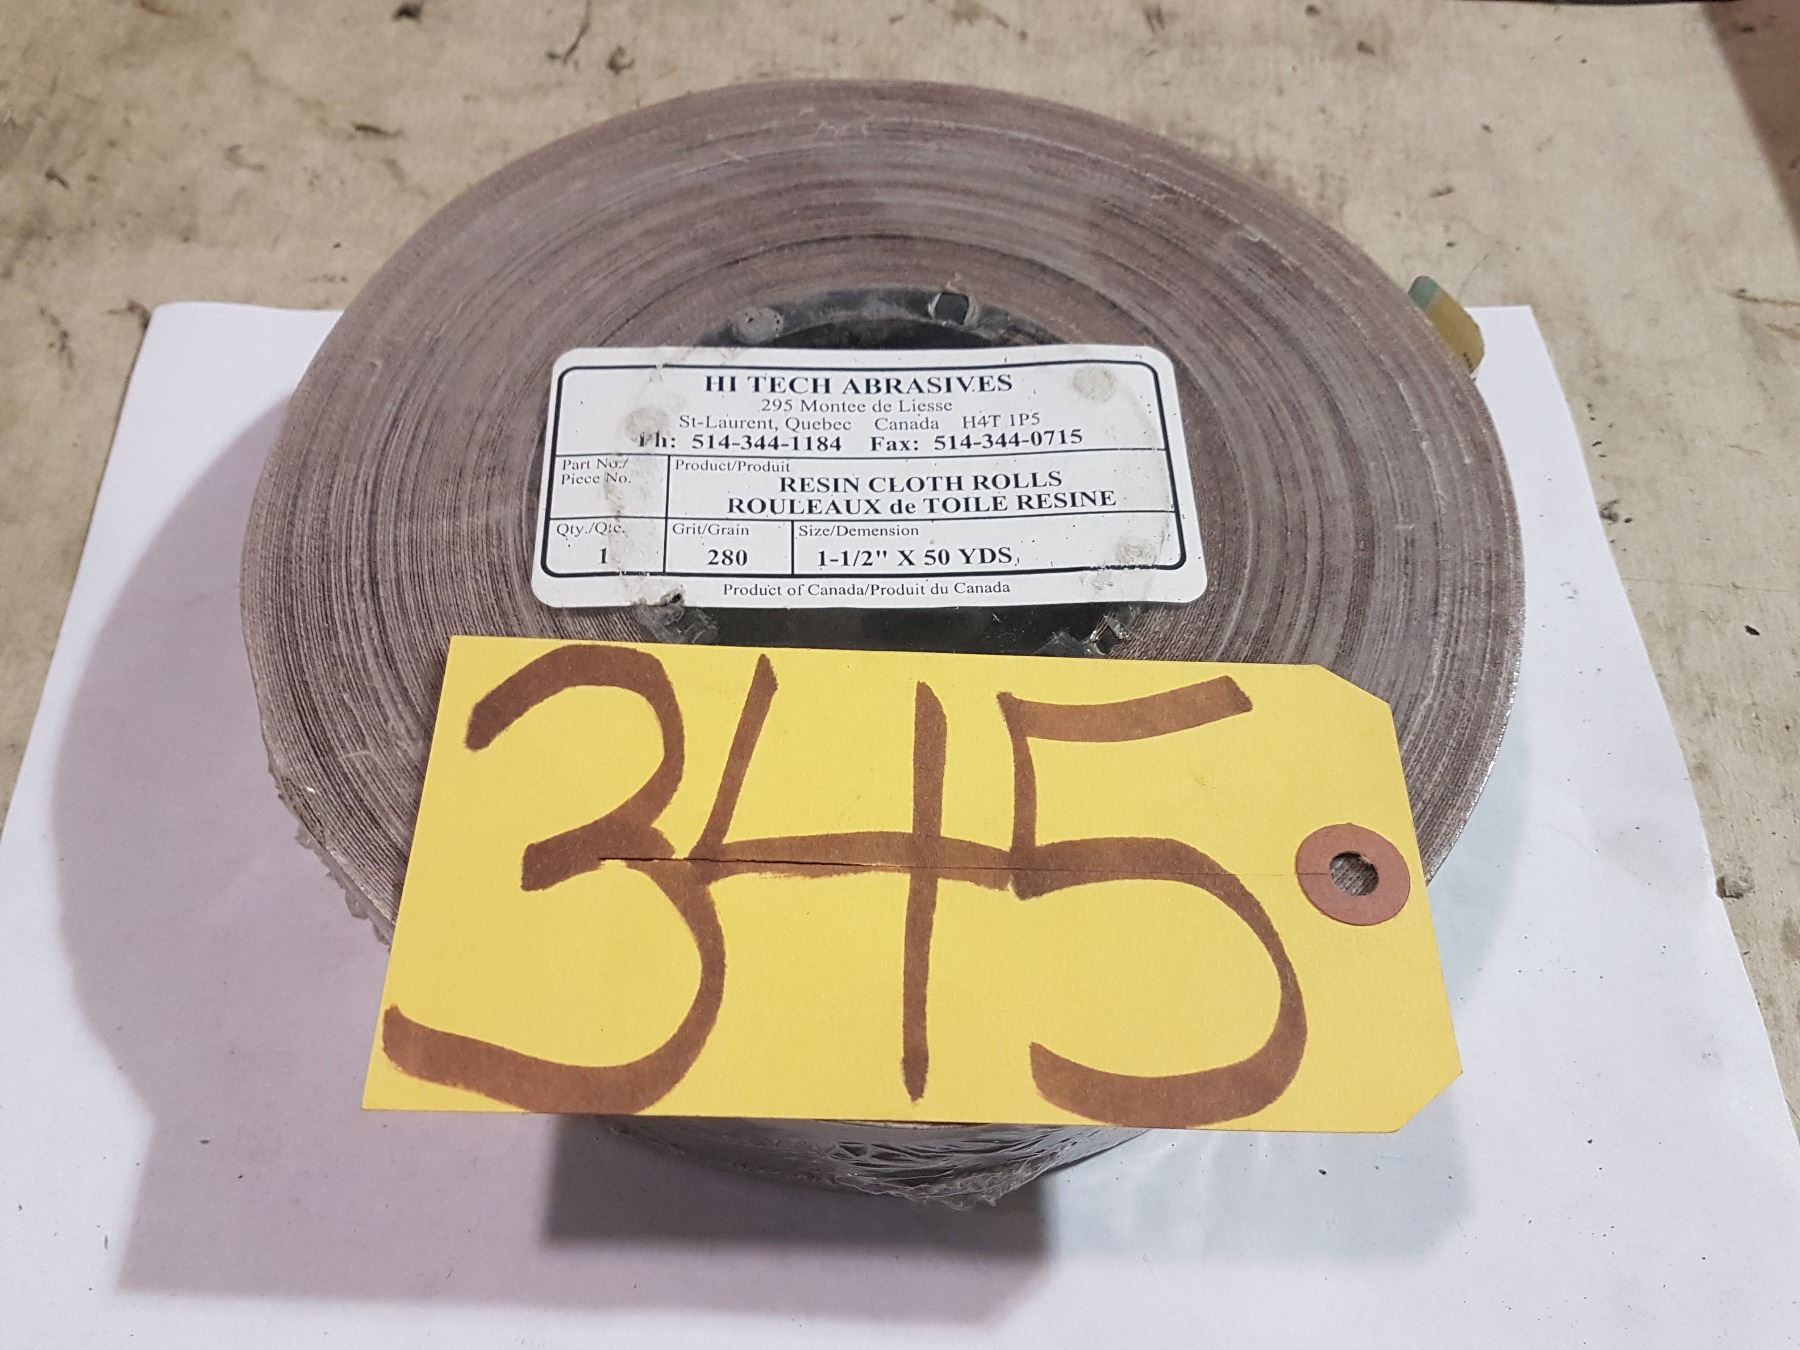 HI TECH ABRASIVES
295 Montee de Liesse
St-Laurent, Quebec Canada H4T 1P5
Ph: 514-344-1184 Fax: 514-344-0715
Part No./
Piece No.
Product/Produit
RESIN CLOTH ROLLS
ROULEAUX de TOILE RESINE
Qty./Qte.
1
Grit/Grain
280
Size/Demension
1-1/2" X 50 YDS.
Product of Canada/Produit du Canada
345